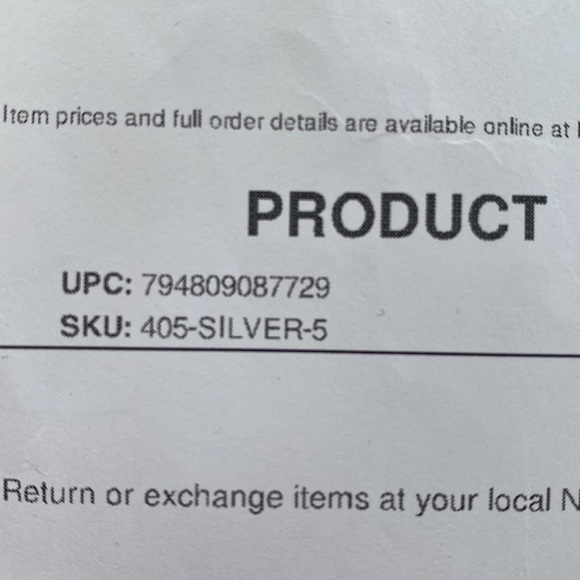 Item prices and full order details are available online at
PRODUCT
UPC: 794809087729
SKU: 405-SILVER-5
Return or exchange items at your local N